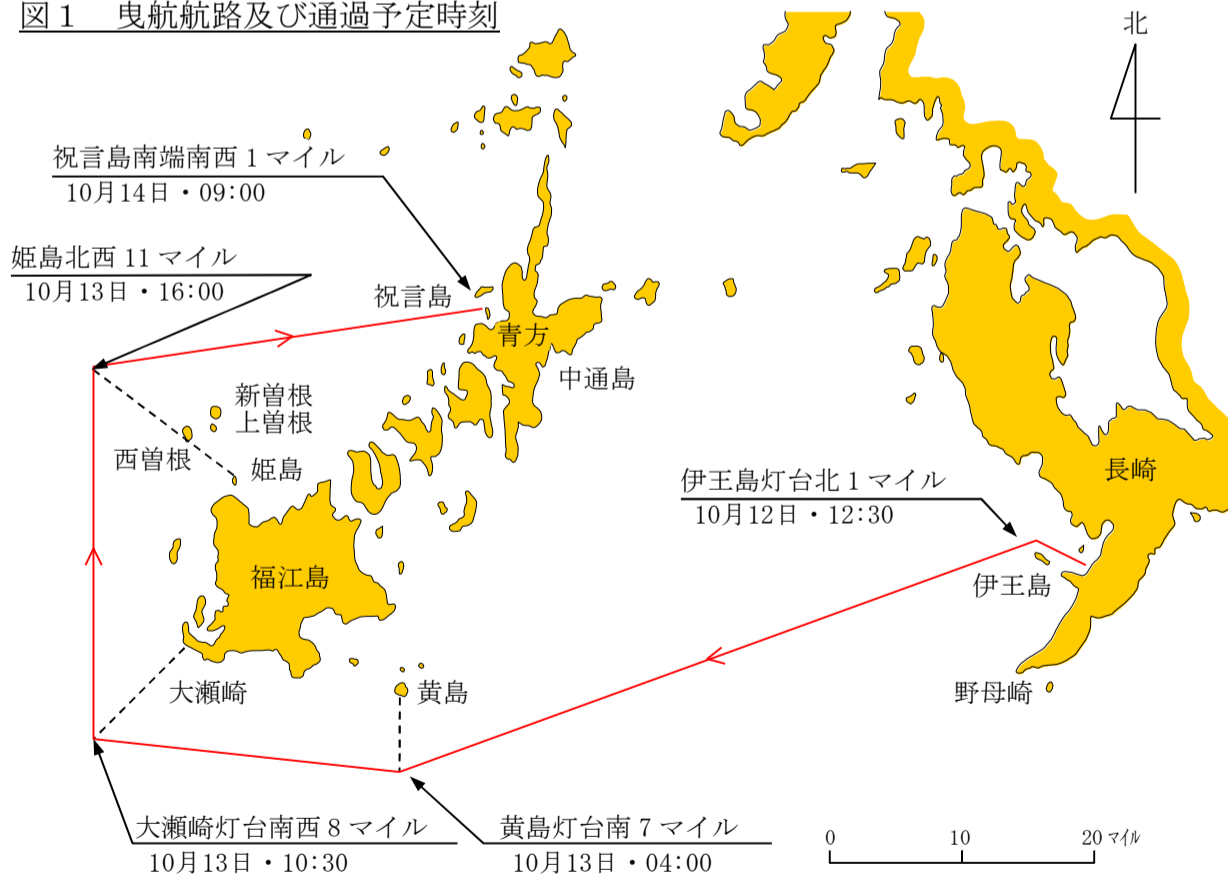 図1 曳航航路及び通過予定時刻
北
祝言島南端南西1マイル
10月14日・09:00
姫島北西11マイル
10月13日・16:00
祝言島
青方
中通島
新曽根
上曽根
西曽根
姫島
長崎
伊王島灯台北1マイル
10月12日・12:30
福江島
伊王島
大瀬崎
黄島
野母崎
大瀬崎灯台南西8マイル
10月13日・10:30
黄島灯台南7マイル
10月13日・04:00
0 10 20マイル